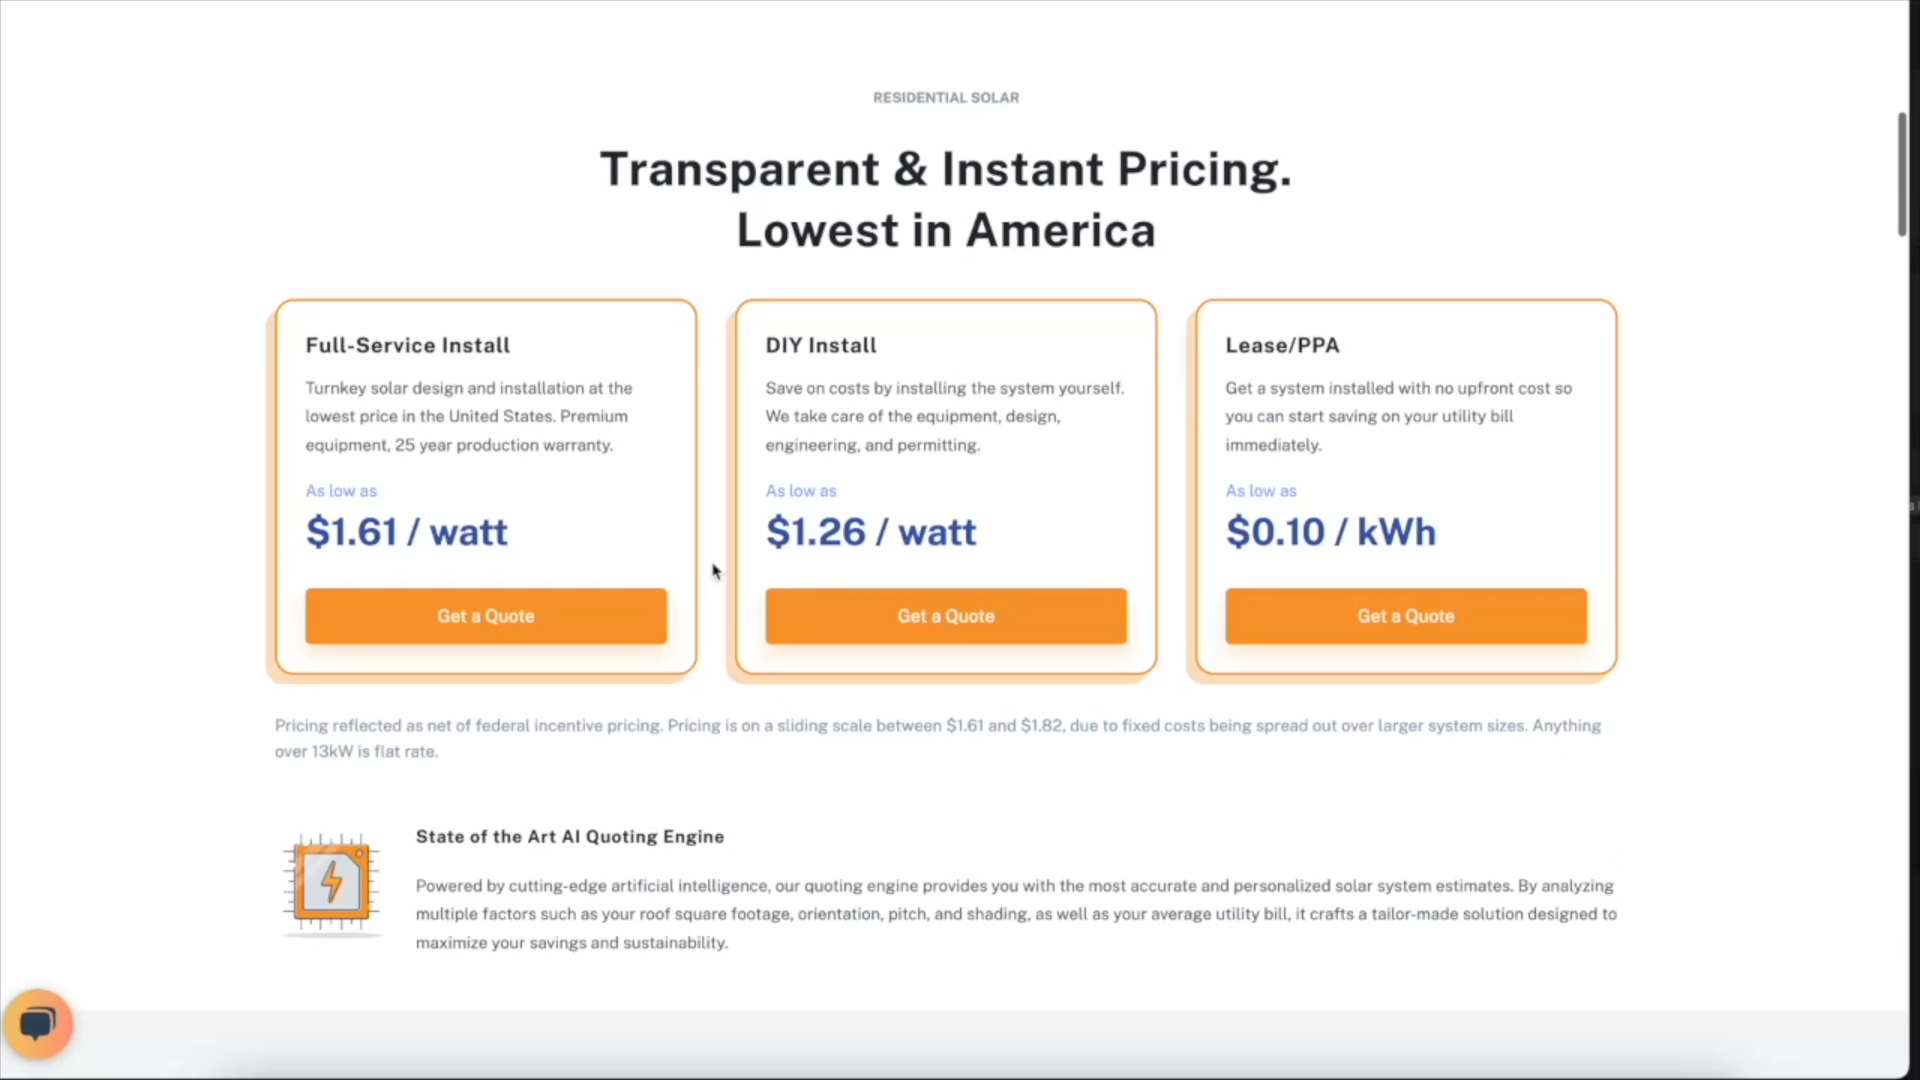 RESIDENTIAL SOLAR
Transparent & Instant Pricing.
Lowest in America
Full-Service Install
Turnkey solar design and installation at the
lowest price in the United States. Premium
equipment, 25 year production warranty.
As low as
$1.61 / watt
Get a Quote
DIY Install
Save on costs by installing the system yourself.
We take care of the equipment, design,
engineering, and permitting.
As low as
$1.26 / watt
Get a Quote
Lease/PPA
Get a system installed with no upfront cost so
you can start saving on your utility bill
immediately.
As low as
$0.10 / kWh
Get a Quote
Pricing reflected as net of federal incentive pricing. Pricing is on a sliding scale between $1.61 and $1.82, due to fixed costs being spread out over larger system sizes. Anything
over 13kW is flat rate.
State of the Art AI Quoting Engine
Powered by cutting-edge artificial intelligence, our quoting engine provides you with the most accurate and personalized solar system estimates. By analyzing
multiple factors such as your roof square footage, orientation, pitch, and shading, as well as your average utility bill, it crafts a tailor-made solution designed to
maximize your savings and sustainability.